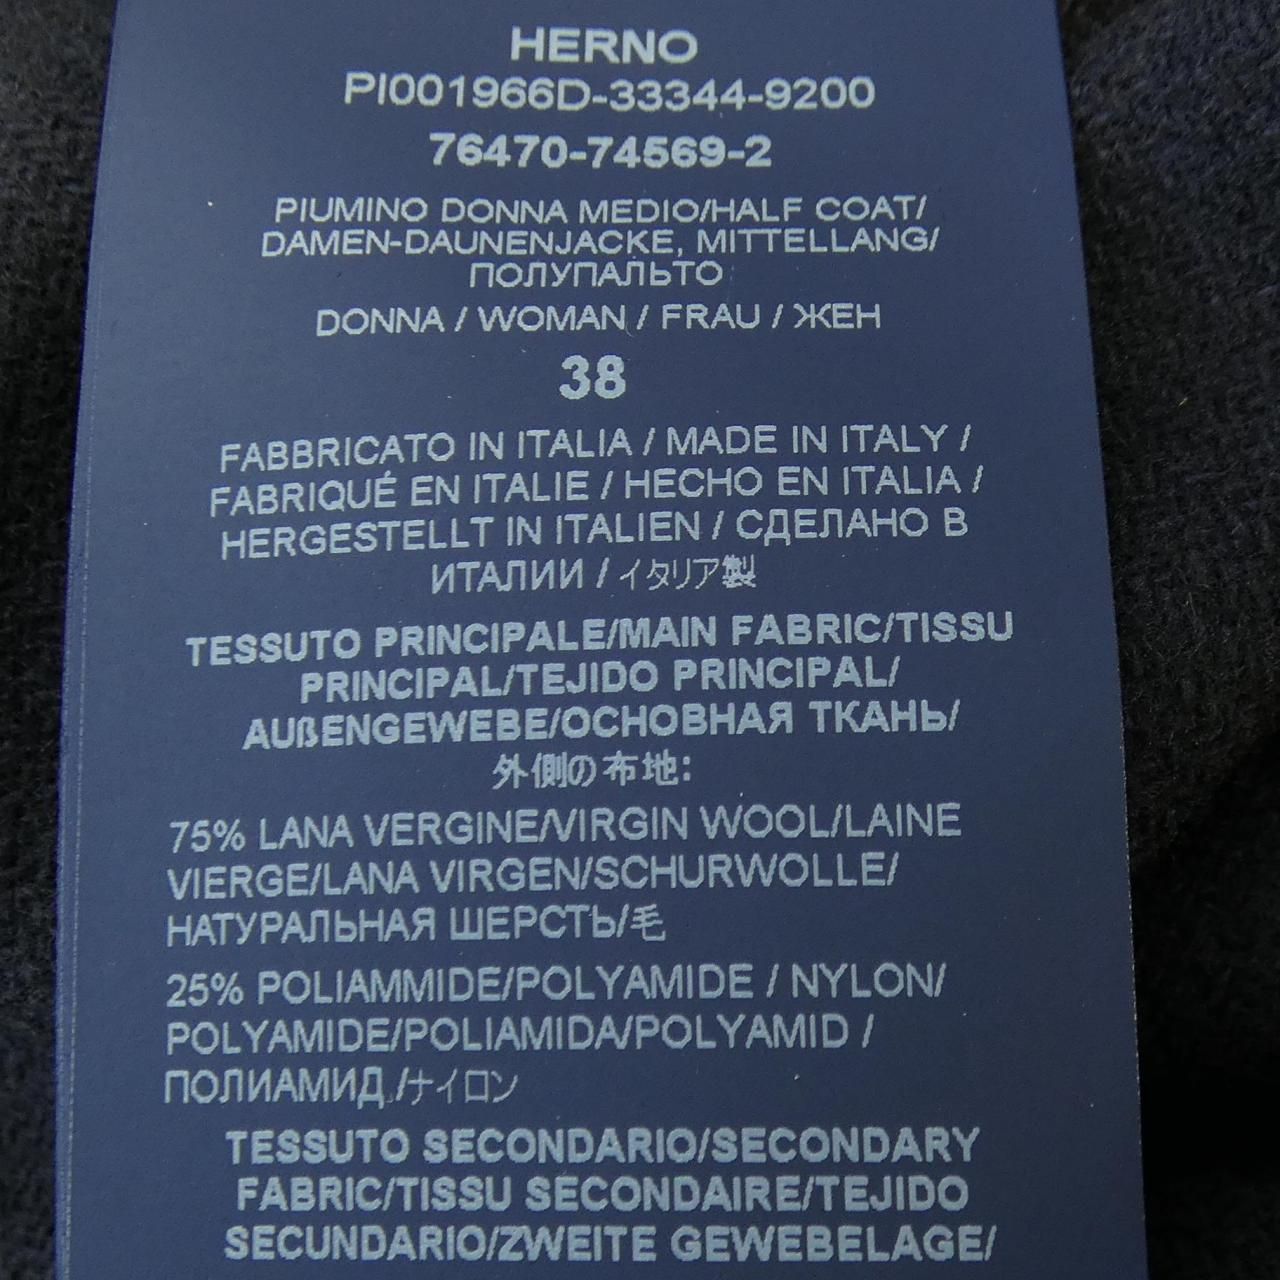 HERNO
PI001966D-33344-9200
76470-74569-2
PIUMINO DONNA MEDIO/HALF COAT/
DAMEN-DAUNENJACKE, MITTELLANG/
ПОЛУПАЛЬТО
DONNA / WOMAN / FRAU / ЖЕН
38
FABBRICATO IN ITALIA / MADE IN ITALY /
FABRIQUÉ EN ITALIE / HECHO EN ITALIA /
HERGESTELLT IN ITALIEN / СДЕЛАНО В
ИТАЛИИ / イタリア製
TESSUTO PRINCIPALE/MAIN FABRIC/TISSU
PRINCIPAL/TEJIDO PRINCIPAL/
AUßENGEWEBE/ОСНОВНАЯ ТКАНЬ/
外側の布地:
75% LANA VERGINE/VIRGIN WOOL/LAINE
VIERGE/LANA VIRGEN/SCHURWOLLE/
НАТУРАЛЬНАЯ ШЕРСТЬ/毛
25% POLIAMMIDE/POLYAMIDE / NYLON/
POLYAMIDE/POLIAMIDA/POLYAMID /
ПОЛИАМИД /ナイロン
TESSUTO SECONDARIO/SECONDARY
FABRIC/TISSU SECONDAIRE/TEJIDO
SECUNDARIO/ZWEITE GEWEBELAGE/